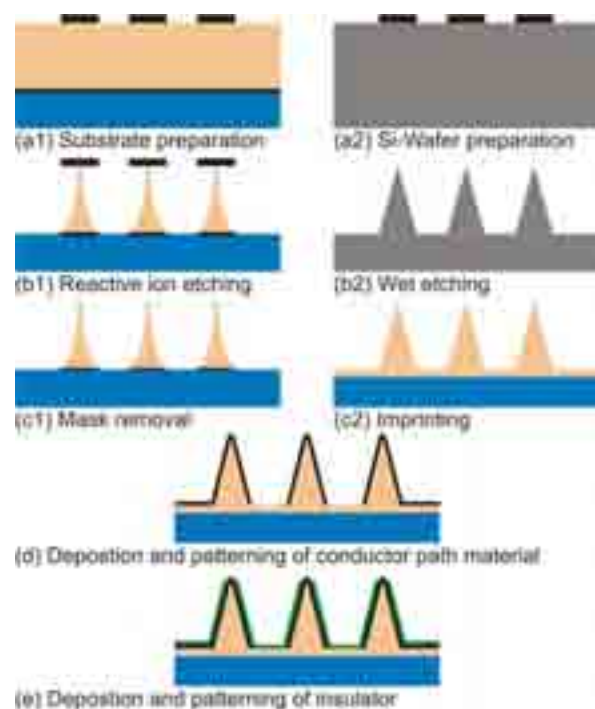 (a1) Substrate preparation
(a2) Si-Wafer preparation
(b1) Reactive ion etching
(b2) Wet etching
(c1) Mask removal
(c2) Imprinting
(d) Depostion and patterning of conductor path material
(e) Depostion and patterning of insulator